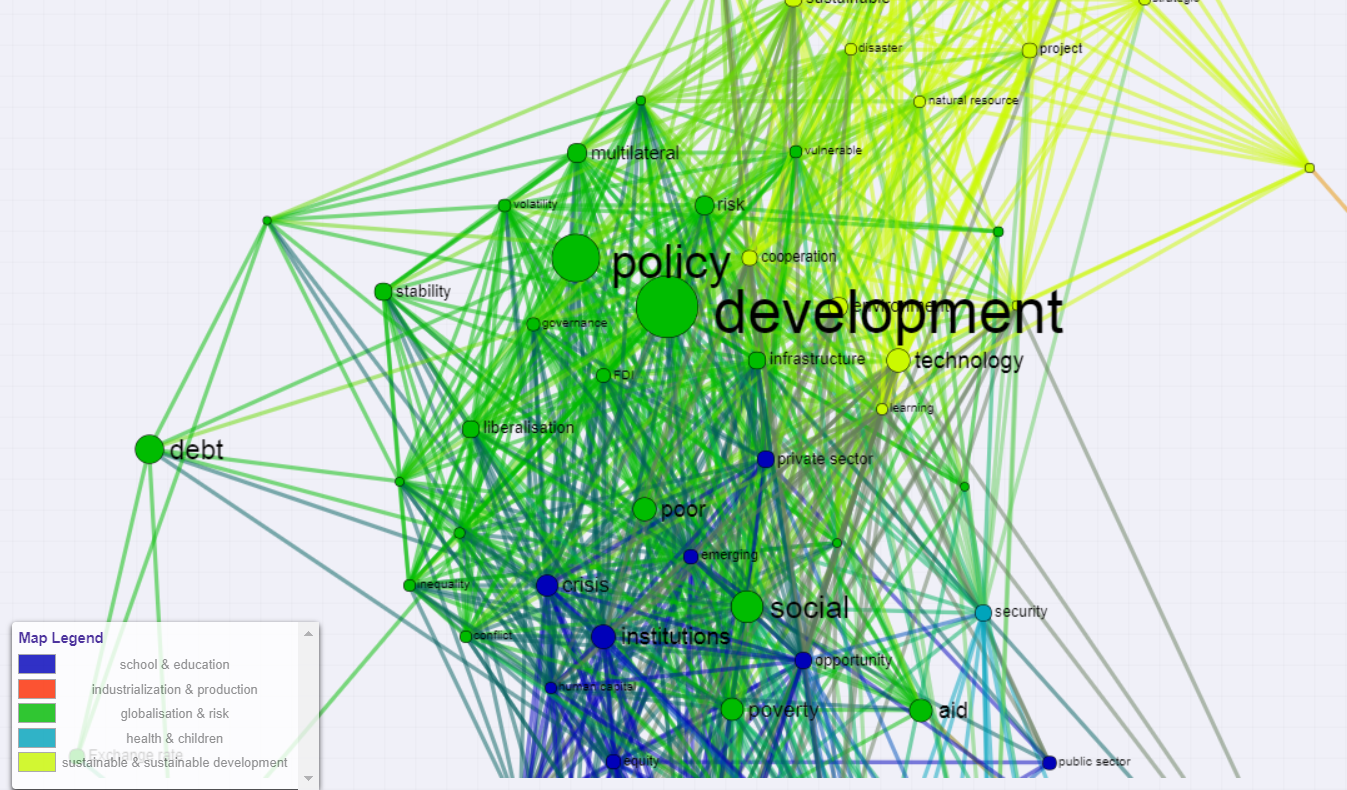 sustainable
strategic
disaster
project
natural resource
multilateral
vulnerable
volatility
risk
policy
cooperation
stability
environment
development
governance
infrastructure
technology
FDI
learning
liberalisation
debt
private sector
poor
emerging
crisis
inequality
social
security
conflict
institutions
opportunity
human capital
poverty
aid
equity
public sector
Map Legend
school & education
industrialization & production
globalisation & risk
health & children
Exchange rate
sustainable & sustainable development